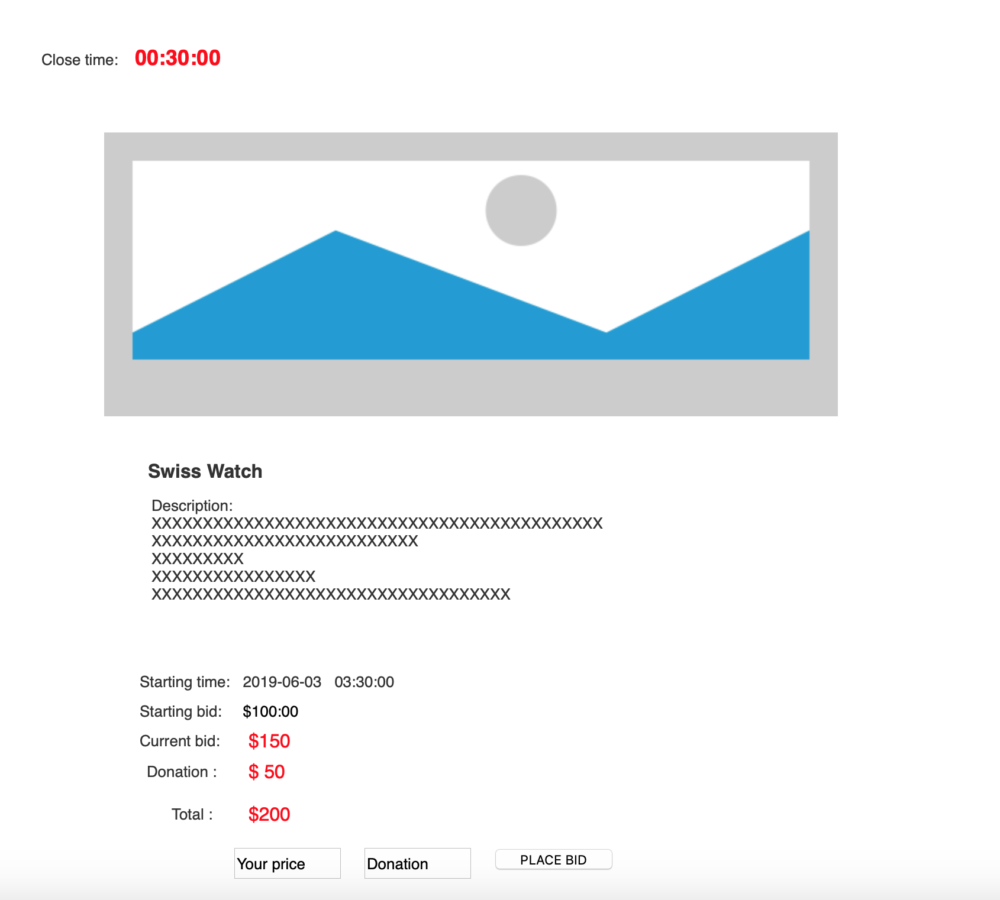 Close time: 00:30:00
Swiss Watch
Description:
XXXXXXXXXXXXXXXXXXXXXXXXXXXXXXXXXXXXXXXXXXXX
XXXXXXXXXXXXXXXXXXXXXXXXXX
XXXXXXXXX
XXXXXXXXXXXXXXXX
XXXXXXXXXXXXXXXXXXXXXXXXXXXXXXXXXXX
Starting time: 2019-06-03 03:30:00
Starting bid: $100:00
Current bid: $150
Donation : $ 50
Total : $200
Your price Donation PLACE BID